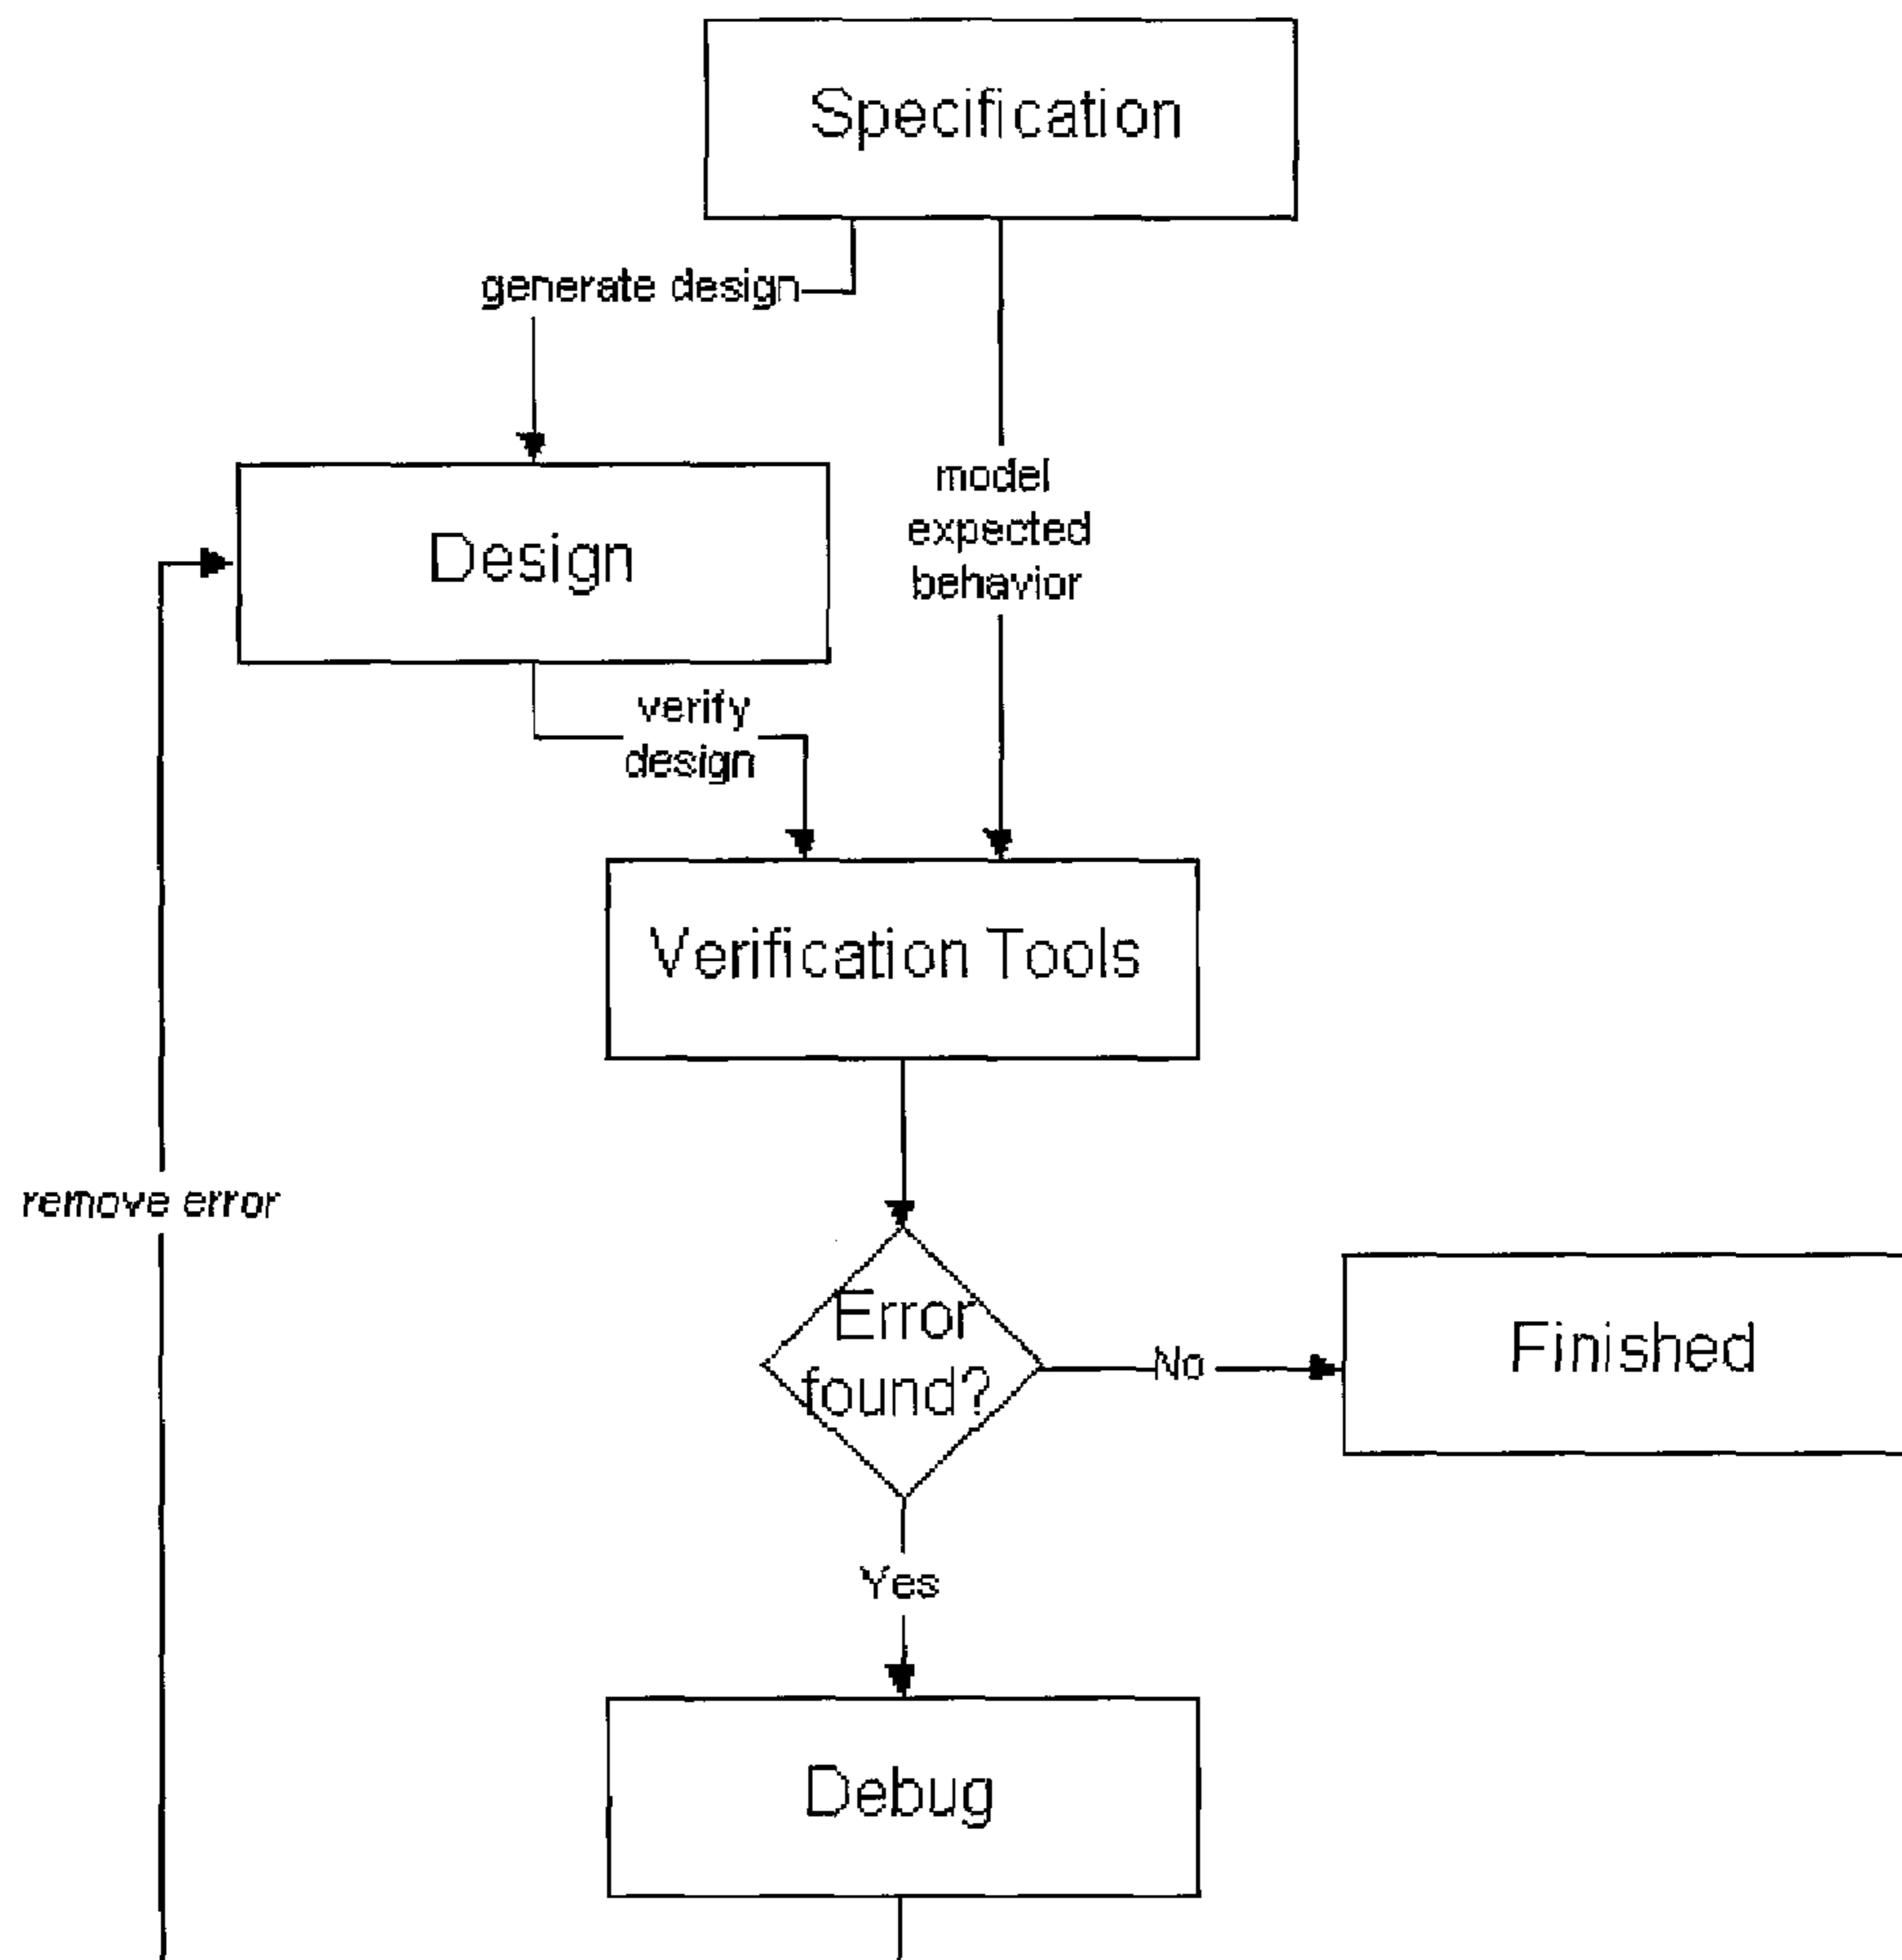 Specification
generate design
model
expected
behavior
Design
verify
design
Verification Tools
remove error
Error
found?
No
Finished
Yes
Debug